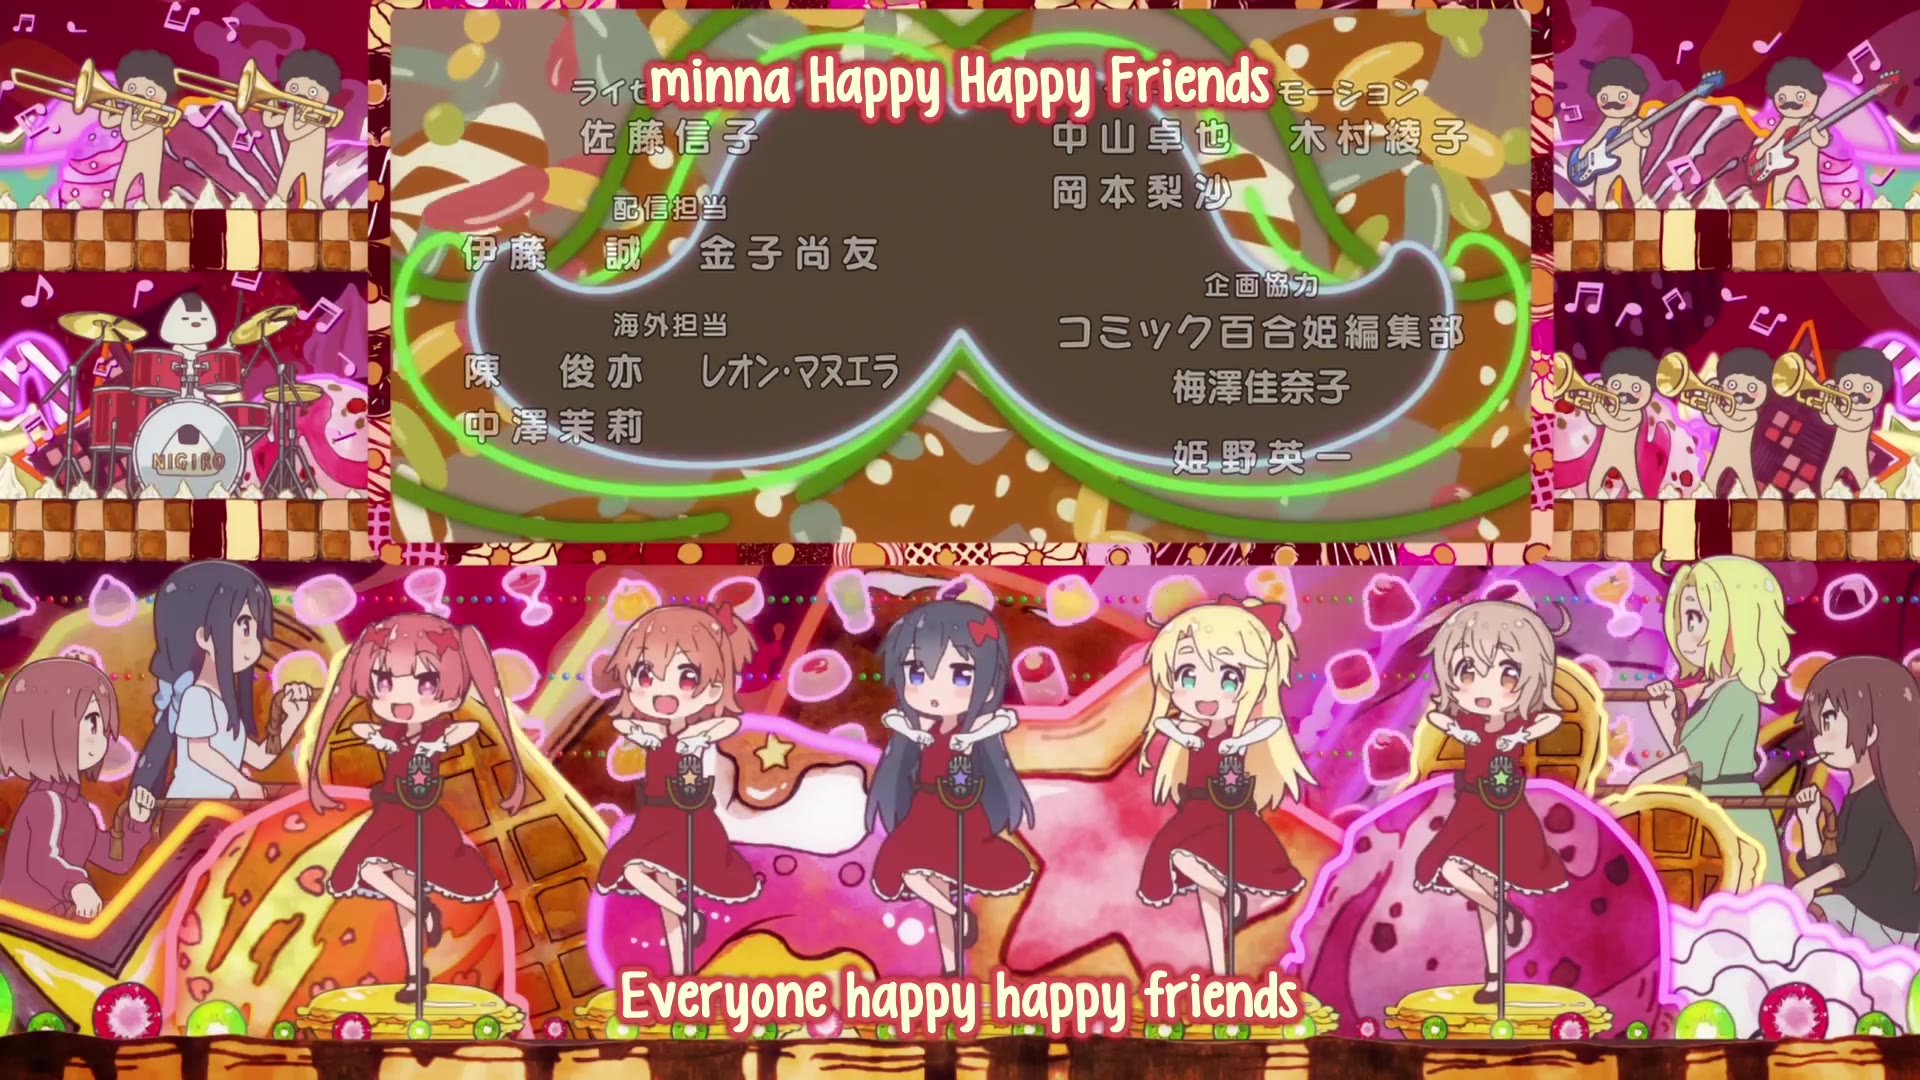 minna Happy Happy Friends
佐藤信子
配信担当
伊藤 誠 金子尚友
海外担当
陳 俊亦 レオン・マヌエラ
中澤茉莉
モーション
中山卓也 木村綾子
岡本梨沙
企画協力
コミック百合姫編集部
梅澤佳奈子
姫野英一
NIGIRO
Everyone happy happy friends